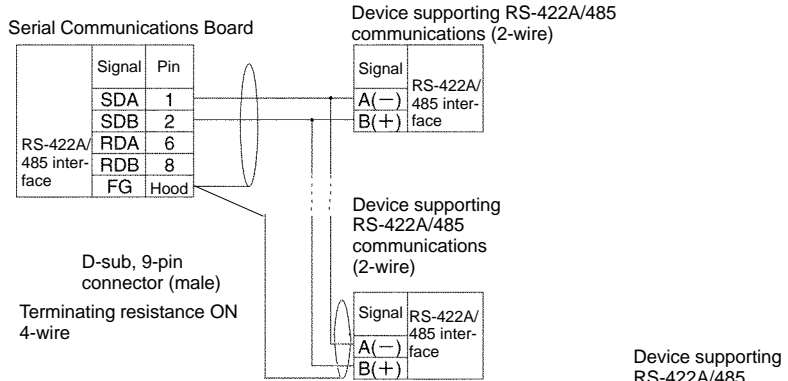 Serial Communications Board
Signal Pin
SDA 1
SDB 2
RDA 6
RDB 8
FG Hood
RS-422A/
485 inter-
face
Device supporting RS-422A/485
communications (2-wire)
Signal
A(−)
B(+)
RS-422A/
485 inter-
face
D-sub, 9-pin
connector (male)
Terminating resistance ON
4-wire
Device supporting
RS-422A/485
communications
(2-wire)
Signal
A(−)
B(+)
RS-422A/
485 inter-
face
Device supporting
RS-422A/485